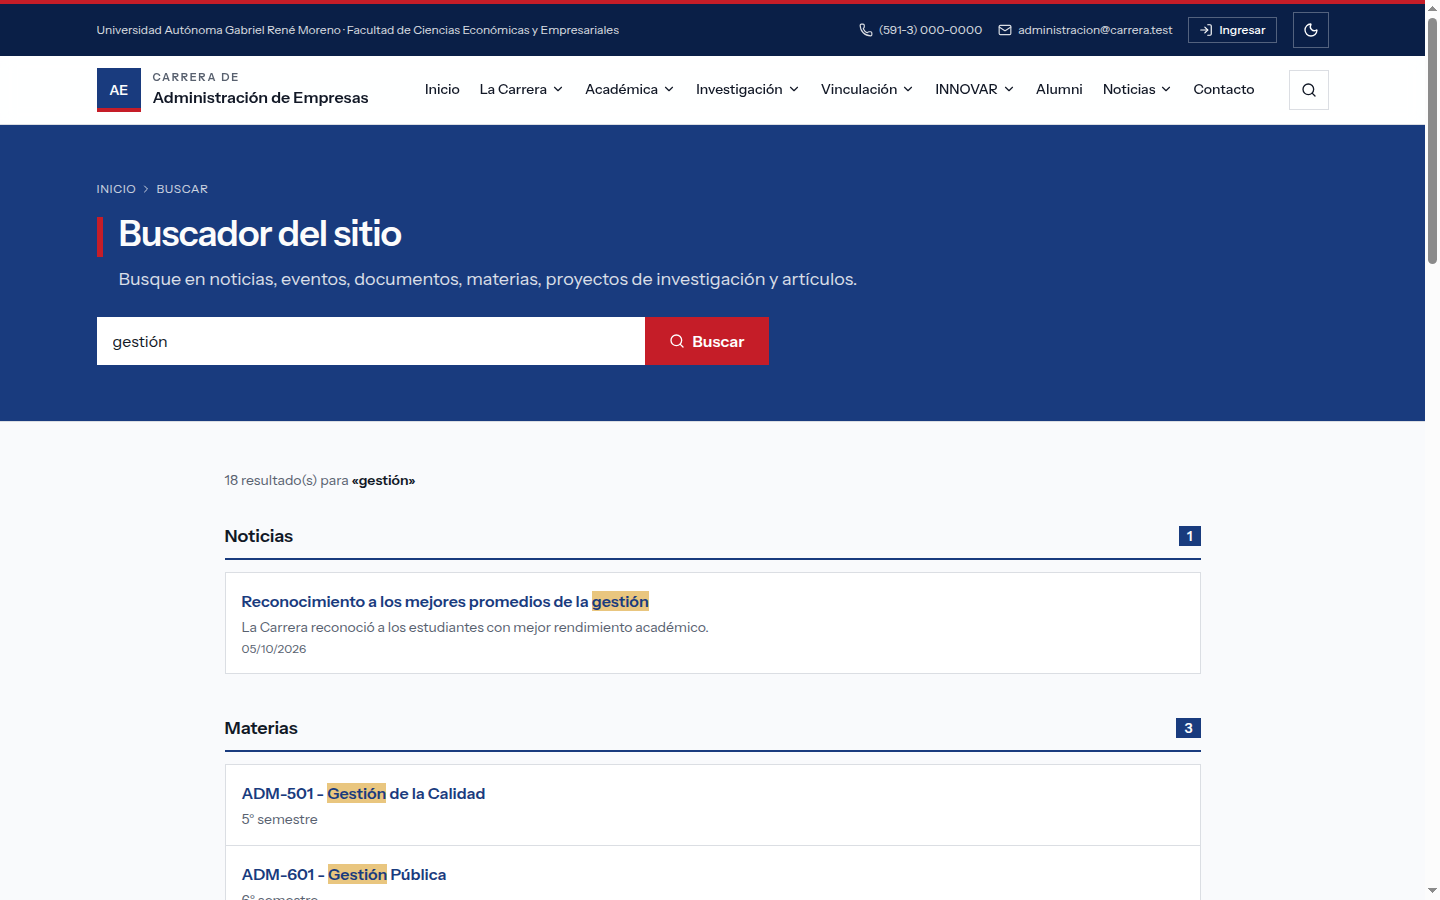 Universidad Autónoma Gabriel René Moreno · Facultad de Ciencias Económicas y Empresariales
(591-3) 000-0000
administracion@carrera.test
Ingresar
AE
CARRERA DE
Administración de Empresas
Inicio
La Carrera
Académica
Investigación
Vinculación
INNOVAR
Alumni
Noticias
Contacto
INICIO > BUSCAR
Buscador del sitio
Busque en noticias, eventos, documentos, materias, proyectos de investigación y artículos.
gestión
Buscar
18 resultado(s) para «gestión»
Noticias
1
Reconocimiento a los mejores promedios de la gestión
La Carrera reconoció a los estudiantes con mejor rendimiento académico.
05/10/2026
Materias
3
ADM-501 - Gestión de la Calidad
5° semestre
ADM-601 - Gestión Pública
6° semestre